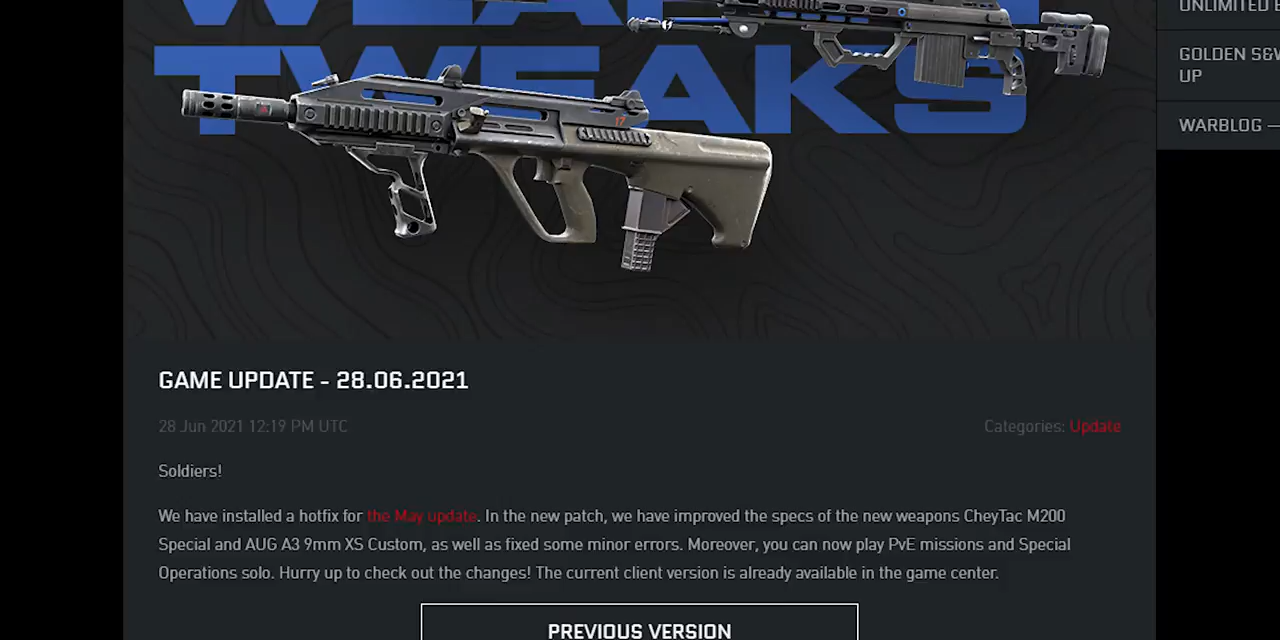 UNLIMITED
GOLDEN S&W
UP
TWEAKS
17
WARBLOG —
GAME UPDATE - 28.06.2021
28 Jun 2021 12:19 PM UTC
Categories: Update
Soldiers!
We have installed a hotfix for the May update. In the new patch, we have improved the specs of the new weapons CheyTac M200
Special and AUG A3 9mm XS Custom, as well as fixed some minor errors. Moreover, you can now play PvE missions and Special
Operations solo. Hurry up to check out the changes! The current client version is already available in the game center.
PREVIOUS VERSION